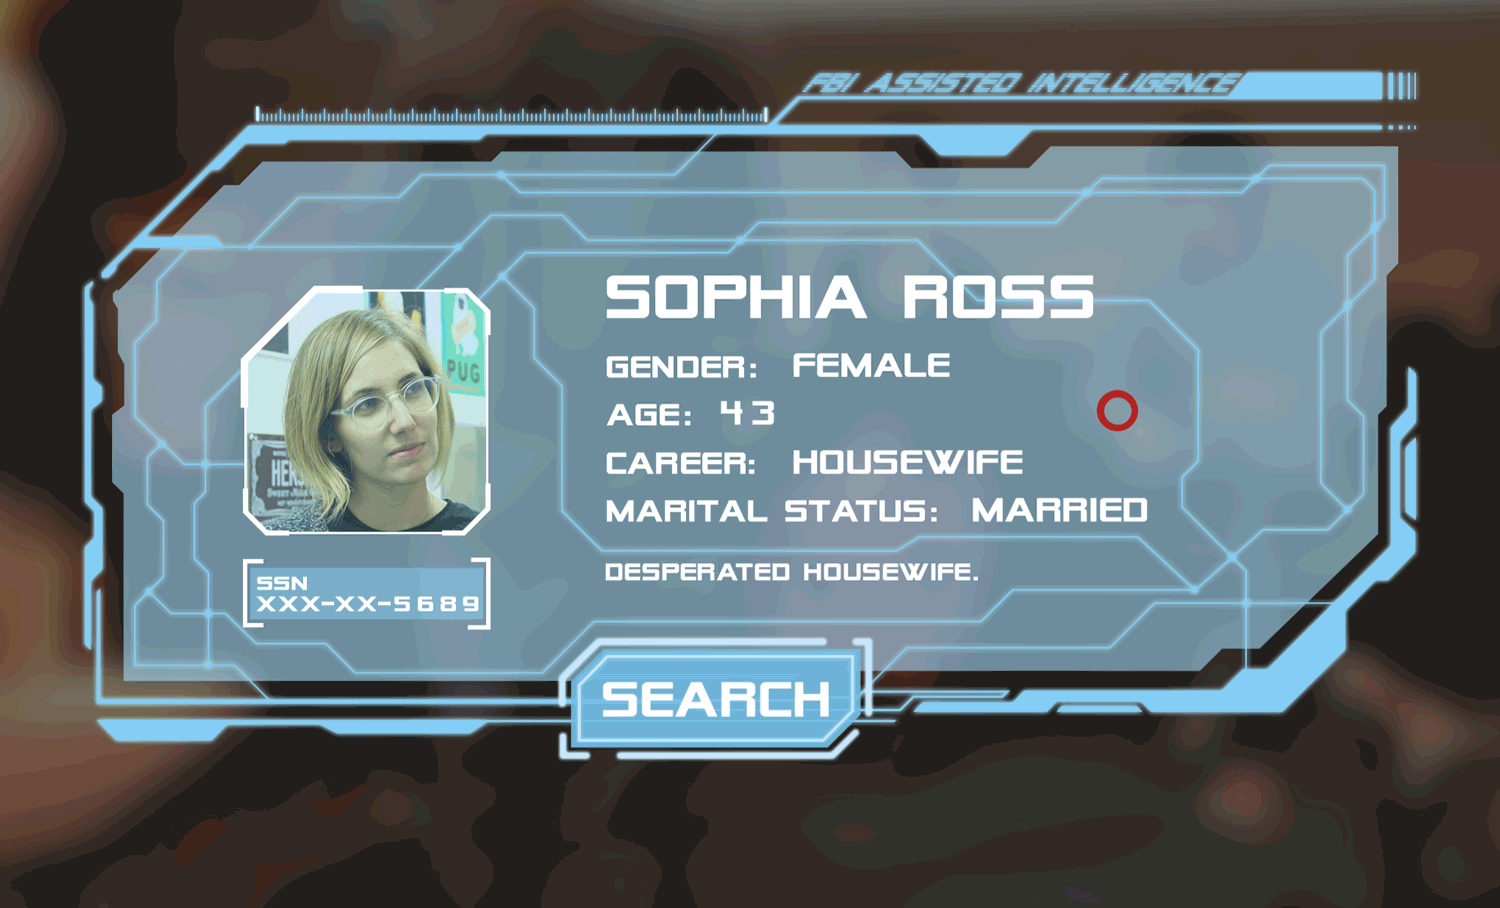 FBI ASSISTED INTELLIGENCE
SOPHIA ROSS
GENDER: FEMALE
AGE: 43
CAREER: HOUSEWIFE
MARITAL STATUS: MARRIED
DESPERATED HOUSEWIFE.
PUG
SSN
XXX-XX-5689
SEARCH